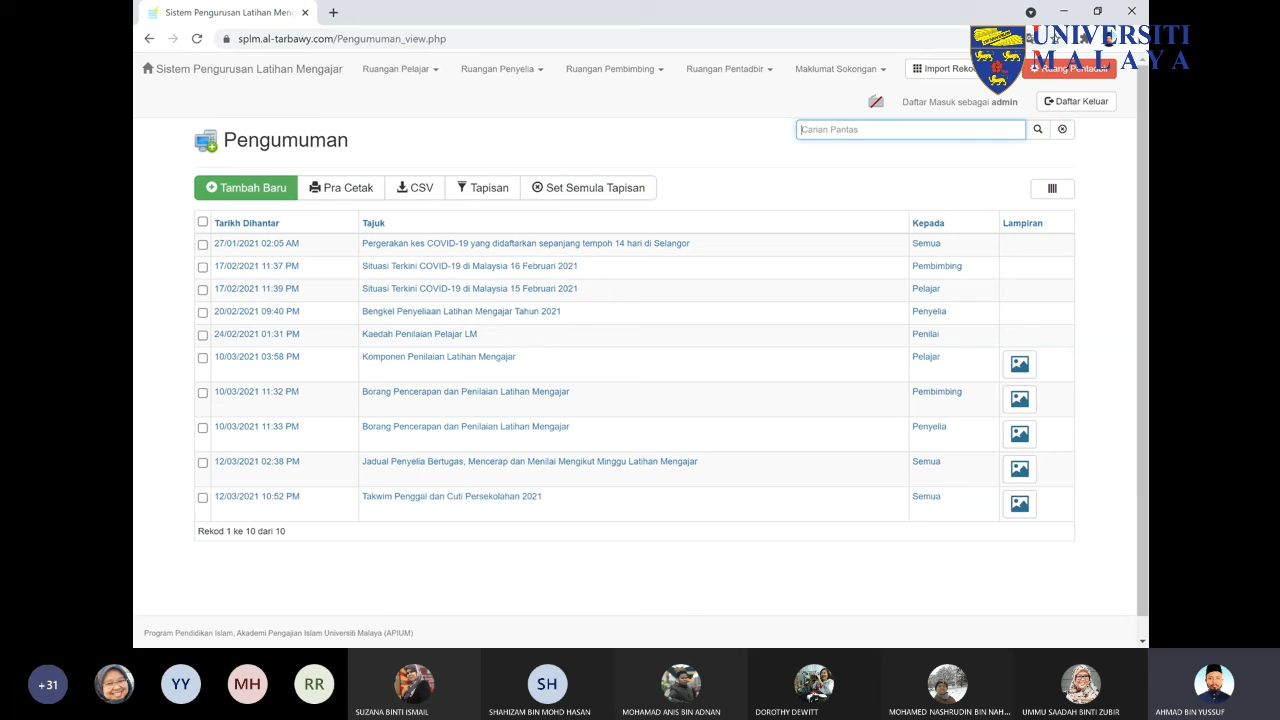 Sistem Pengurusan Latihan Meng
splm.al-tarbawy.com/Pengumuman_view.php
UNIVERSITI
MALAYA
Sistem Pengurusan Latihan Mengaja
Ruangan Pelajar
Ruangan Penyelia
Ruangan Pembimbing
Ruangan Pentadbir
Maklumat Sokongan
Import Reko
Ruang Pentadbir
Daftar Masuk sebagai admin
Daftar Keluar
Carian Pantas
Pengumuman
Tambah Baru
Pra Cetak
CSV
Tapisan
Set Semula Tapisan
Tarikh Dihantar Tajuk Kepada Lampiran
27/01/2021 02:05 AM Pergerakan kes COVID-19 yang didaftarkan sepanjang tempoh 14 hari di Selangor Semua
17/02/2021 11:37 PM Situasi Terkini COVID-19 di Malaysia 16 Februari 2021 Pembimbing
17/02/2021 11:39 PM Situasi Terkini COVID-19 di Malaysia 15 Februari 2021 Pelajar
20/02/2021 09:40 PM Bengkel Penyeliaan Latihan Mengajar Tahun 2021 Penyelia
24/02/2021 01:31 PM Kaedah Penilaian Pelajar LM Penilai
10/03/2021 03:58 PM Komponen Penilaian Latihan Mengajar Pelajar
10/03/2021 11:32 PM Borang Pencerapan dan Penilaian Latihan Mengajar Pembimbing
10/03/2021 11:33 PM Borang Pencerapan dan Penilaian Latihan Mengajar Penyelia
12/03/2021 02:38 PM Jadual Penyelia Bertugas, Mencerap dan Menilai Mengikut Minggu Latihan Mengajar Semua
12/03/2021 10:52 PM Takwim Penggal dan Cuti Persekolahan 2021 Semua
Rekod 1 ke 10 dari 10
Program Pendidikan Islam, Akademi Pengajian Islam Universiti Malaya (APIUM)
+31
YY
MH
RR
SH
SUZANA BINTI ISMAIL
SHAHIZAM BIN MOHD HASAN
MOHAMAD ANIS BIN ADNAN
DOROTHY DEWITT
MOHAMED NASHRUDIN BIN NAH...
UMMU SAADAH BINTI ZUBIR
AHMAD BIN YUSSUF